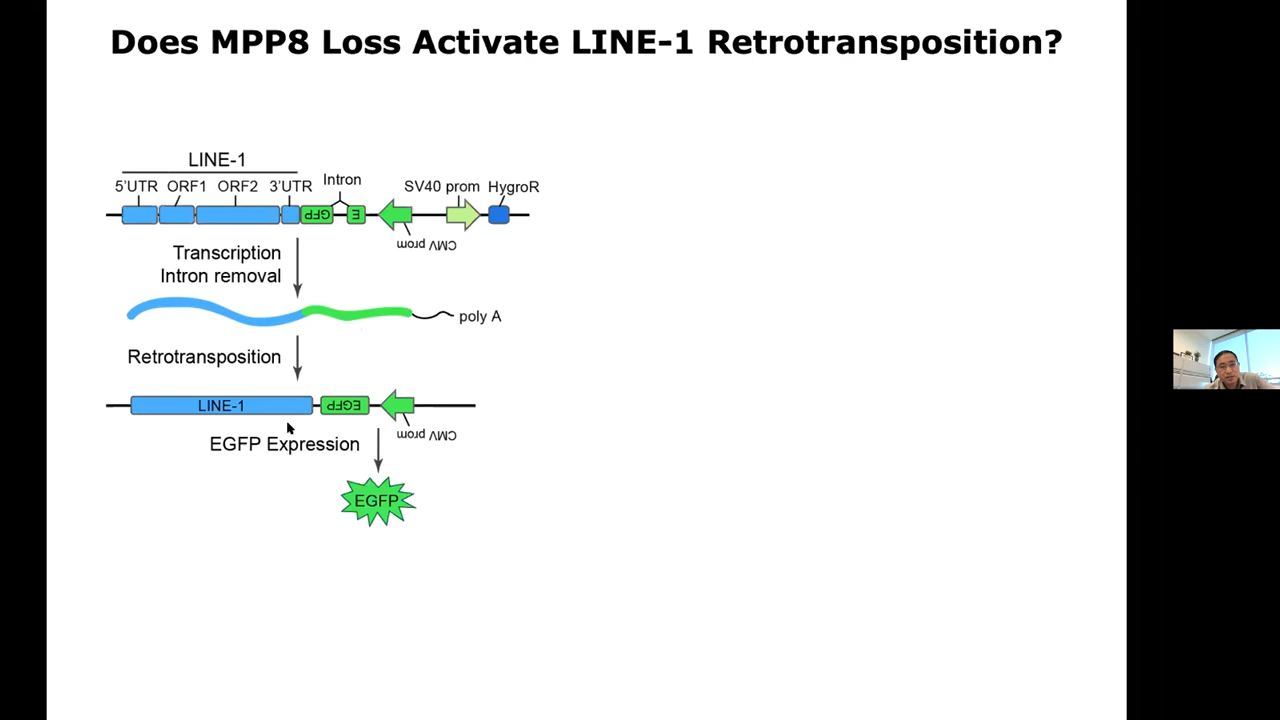 Does MPP8 Loss Activate LINE-1 Retrotransposition?
LINE-1
5'UTR ORF1 ORF2 3'UTR Intron SV40 prom HygroR
GFP E
CMV prom
Transcription
Intron removal
poly A
Retrotransposition
LINE-1 EGFP
CMV prom
EGFP Expression
EGFP